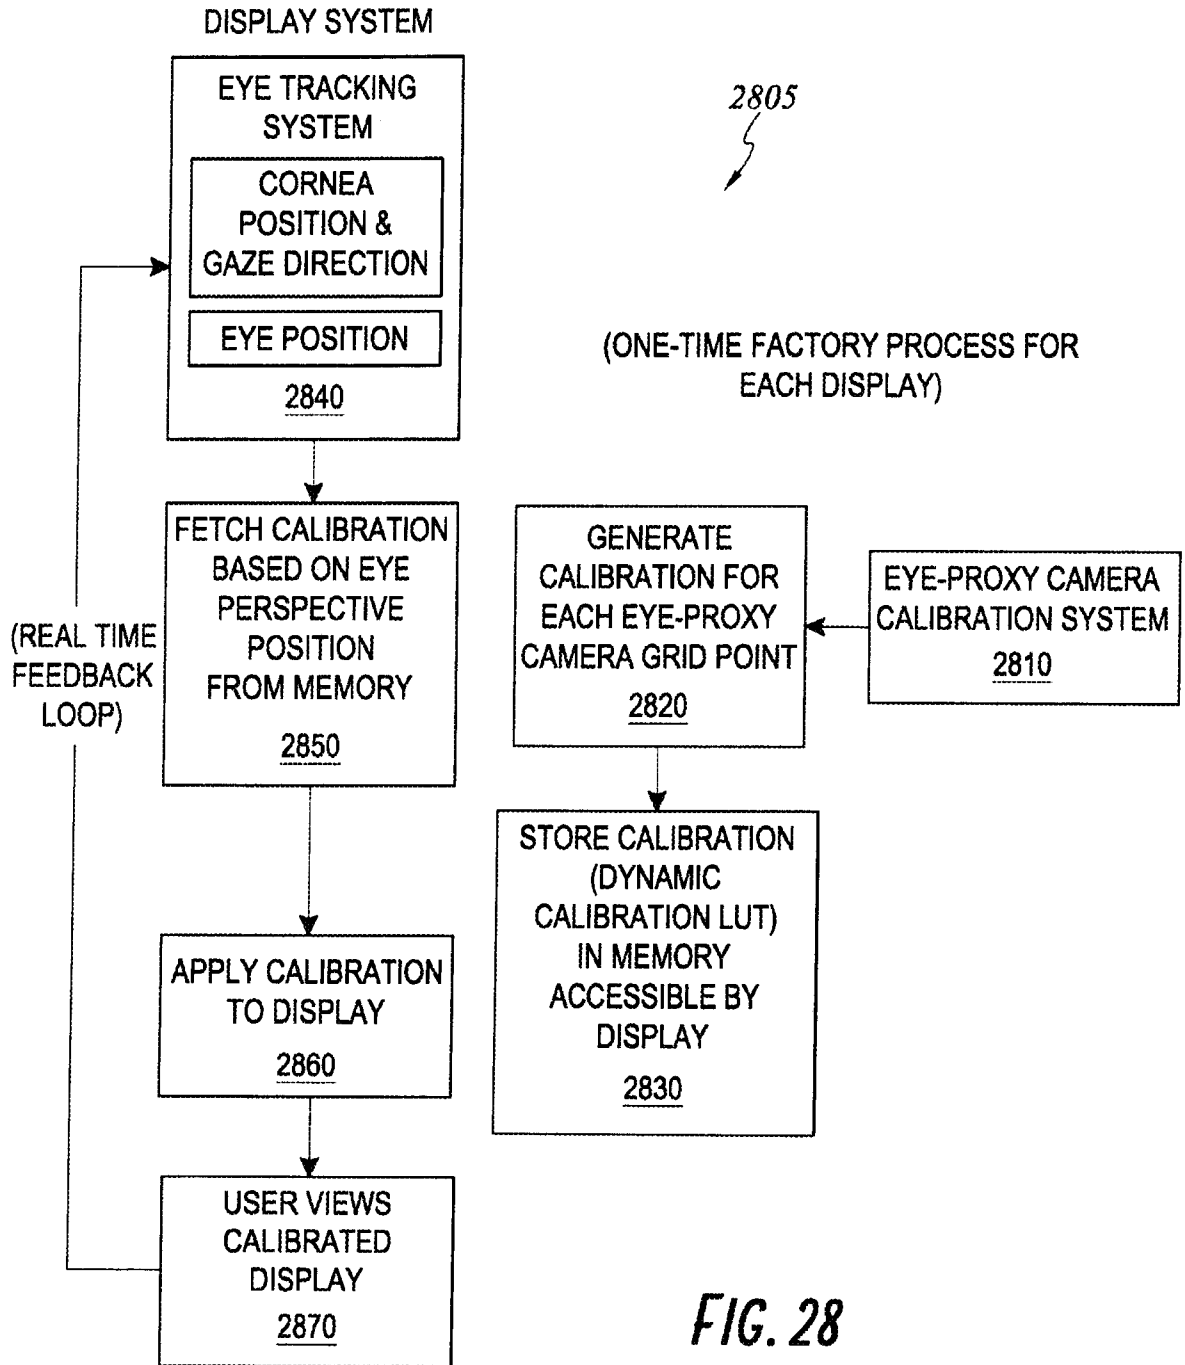 DISPLAY SYSTEM
EYE TRACKING
SYSTEM
CORNEA
POSITION &
GAZE DIRECTION
EYE POSITION
2840
2805
(ONE-TIME FACTORY PROCESS FOR
EACH DISPLAY)
FETCH CALIBRATION
BASED ON EYE
PERSPECTIVE
POSITION
FROM MEMORY
2850
(REAL TIME
FEEDBACK
LOOP)
GENERATE
CALIBRATION FOR
EACH EYE-PROXY
CAMERA GRID POINT
2820
EYE-PROXY CAMERA
CALIBRATION SYSTEM
2810
STORE CALIBRATION
(DYNAMIC
CALIBRATION LUT)
IN MEMORY
ACCESSIBLE BY
DISPLAY
2830
APPLY CALIBRATION
TO DISPLAY
2860
USER VIEWS
CALIBRATED
DISPLAY
2870
FIG. 28